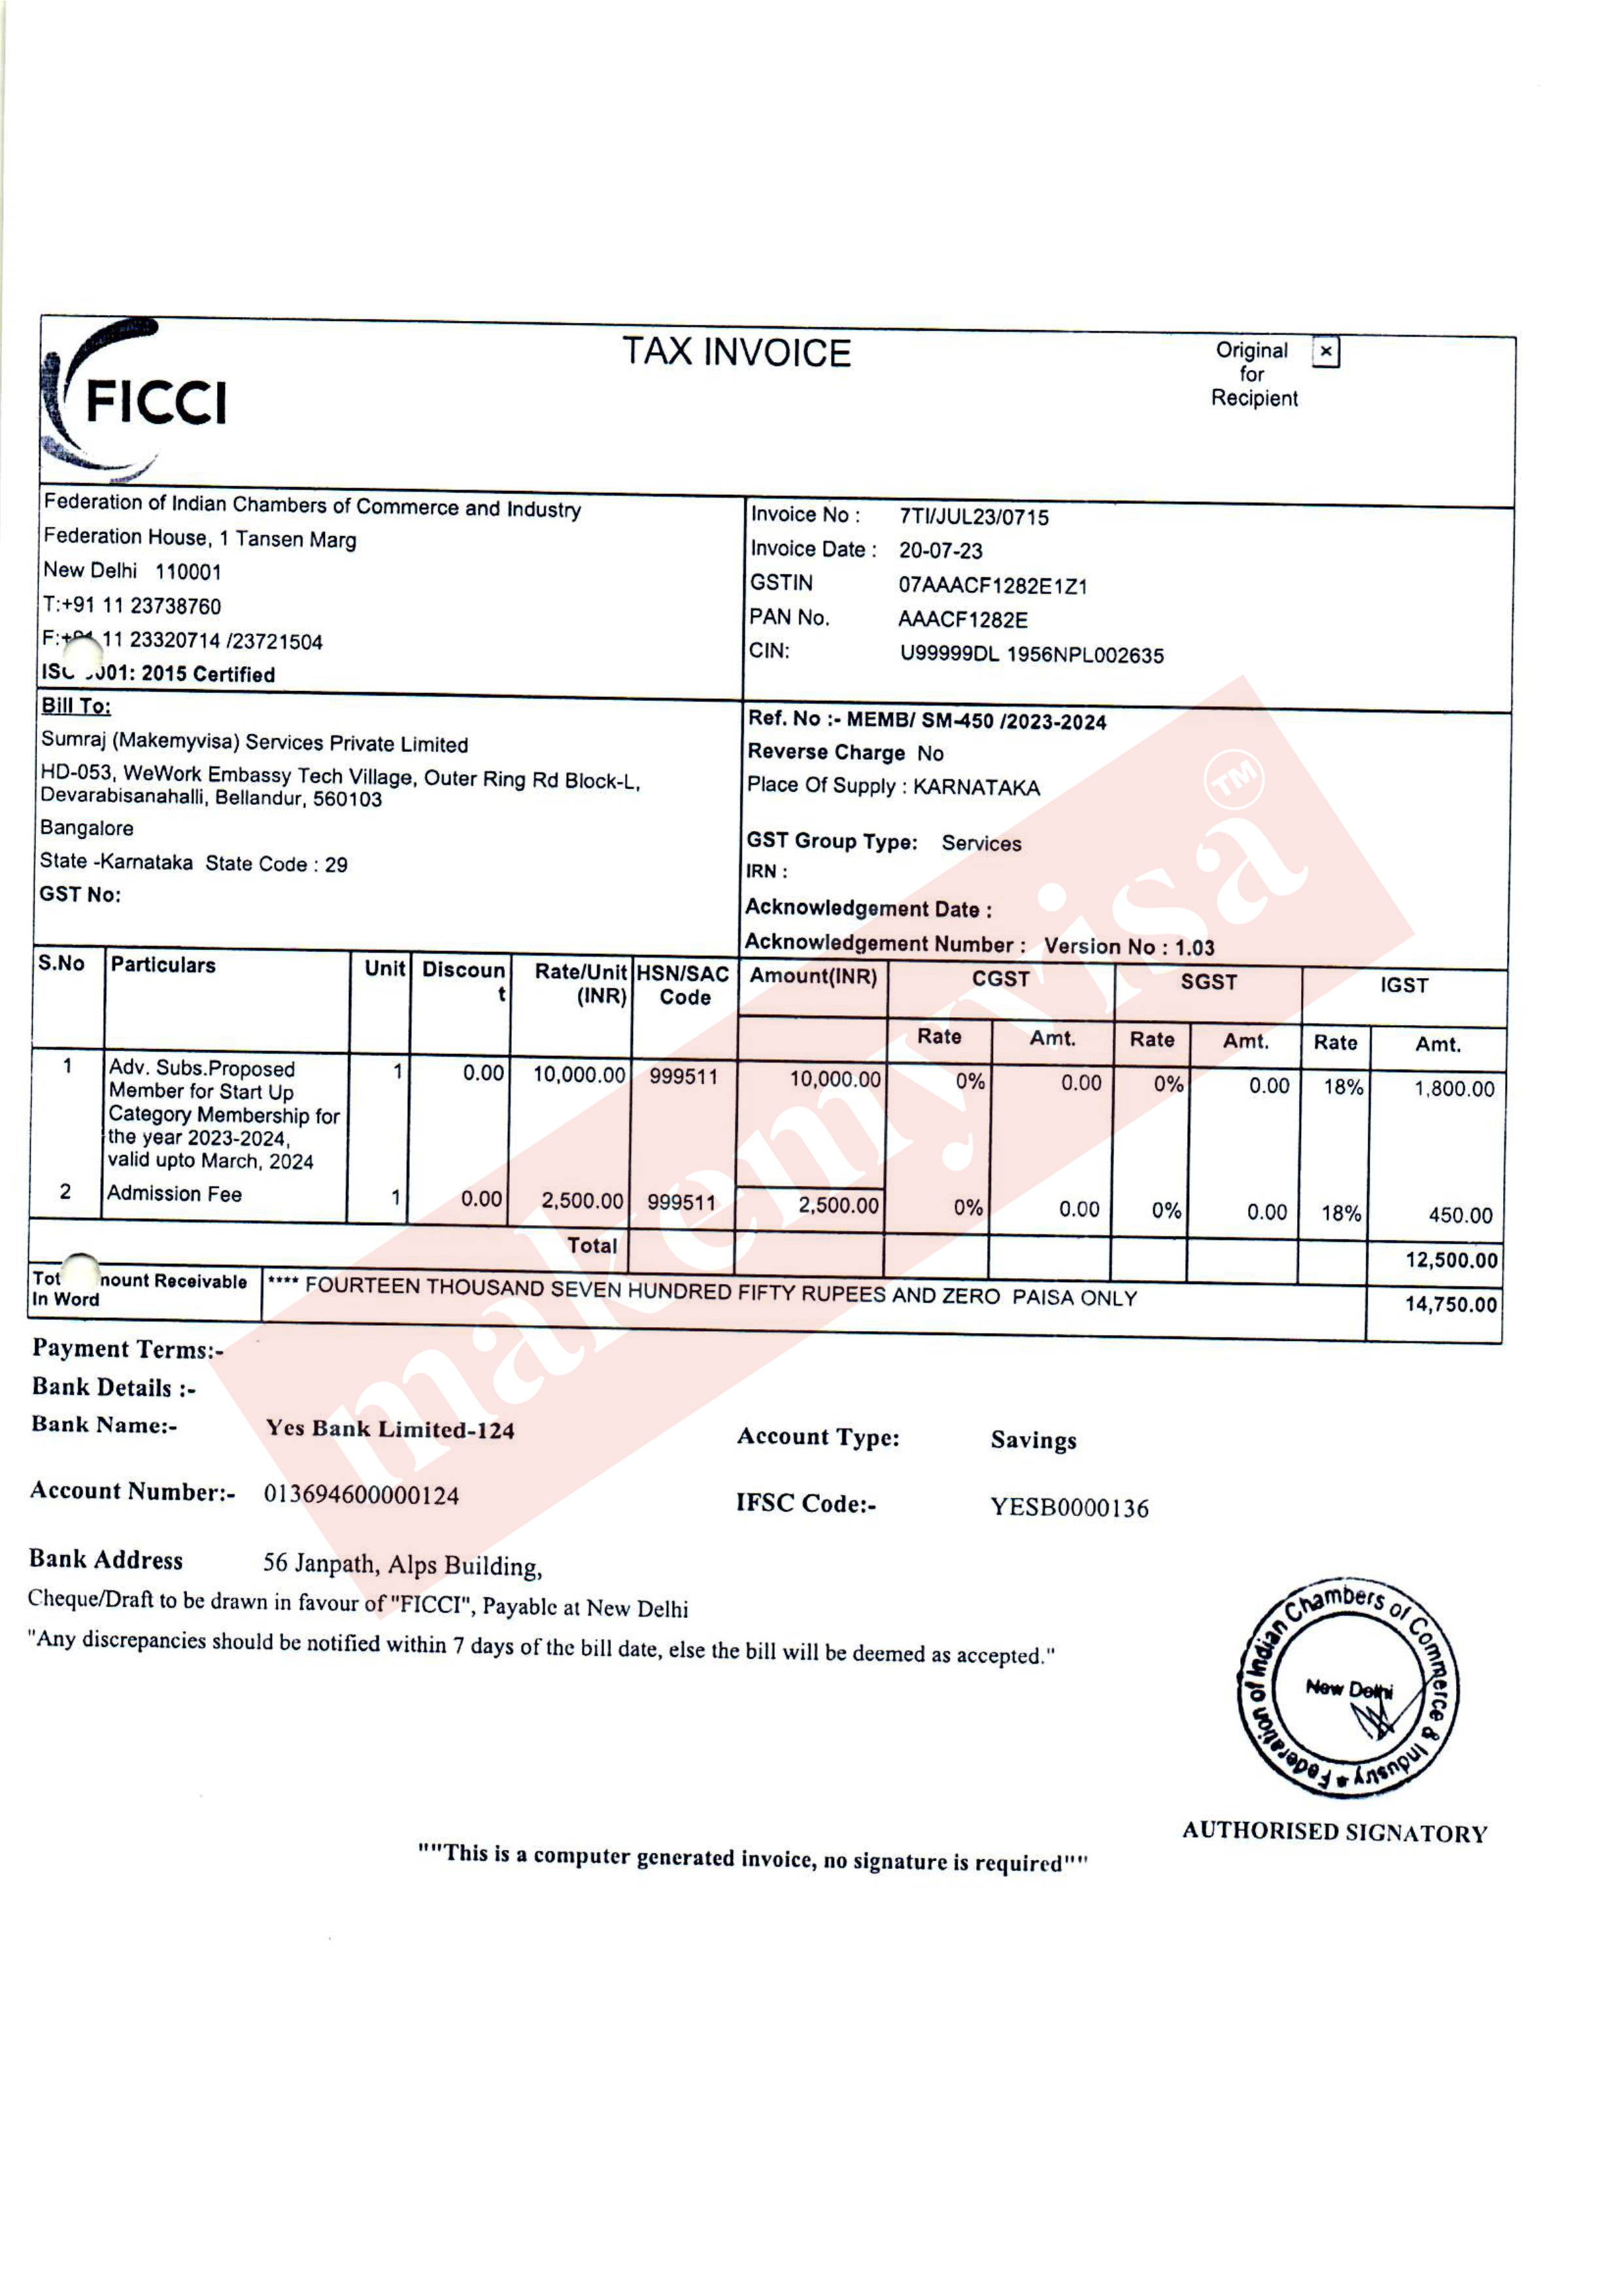 FICCI
TAX INVOICE
Original ×
for
Recipient
Federation of Indian Chambers of Commerce and Industry
Federation House, 1 Tansen Marg
New Delhi 110001
T:+91 11 23738760
11 23320714 /23721504
2015 Certified
Invoice No : 7TI/JUL23/0715
Invoice Date : 20-07-23
GSTIN 07AAACF1282E1Z1
PAN No. AAACF1282E
CIN: U99999DL 1956NPL002635
Bill To:
Sumraj (Makemyvisa) Services Private Limited
HD-053, WeWork Embassy Tech Village, Outer Ring Rd Block-L,
Devarabisanahalli, Bellandur, 560103
Bangalore
State -Karnataka State Code : 29
GST No:
Ref. No :- MEMB/ SM-450 /2023-2024
Reverse Charge No
Place Of Supply : KARNATAKA
GST Group Type: Services
IRN :
Acknowledgement Date :
Acknowledgement Number : Version No : 1.03
S.No Particulars Unit Discoun Rate/Unit HSN/SAC Amount(INR) CGST SGST IGST
t (INR) Code
Rate Amt. Rate Amt. Rate Amt.
1 Adv. Subs.Proposed 1 0.00 10,000.00 999511 10,000.00 0% 0.00 0% 0.00 18% 1,800.00
Member for Start Up
Category Membership for
the year 2023-2024,
valid upto March, 2024
2 Admission Fee 1 0.00 2,500.00 999511 2,500.00 0% 0.00 0% 0.00 18% 450.00
Total 12,500.00
Receivable **** FOURTEEN THOUSAND SEVEN HUNDRED FIFTY RUPEES AND ZERO PAISA ONLY 14,750.00
In Word
Payment Terms:-
Bank Details :-
Bank Name:- Yes Bank Limited-124 Account Type: Savings
Account Number:- 013694600000124 IFSC Code:- YESB0000136
Bank Address 56 Janpath, Alps Building,
Cheque/Draft to be drawn in favour of "FICCI", Payable at New Delhi
"Any discrepancies should be notified within 7 days of the bill date, else the bill will be deemed as accepted."
Federation of Indian Chambers of Commerce & Industry *
New Delhi
AUTHORISED SIGNATORY
""This is a computer generated invoice, no signature is required""
makemyvisa TM